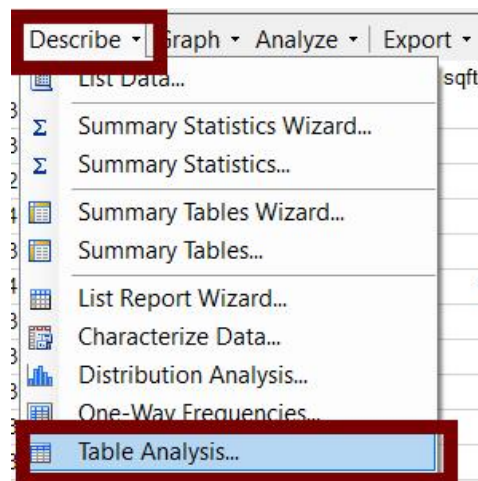 Describe Graph Analyze Export
List Data...
sqft
Summary Statistics Wizard...
Summary Statistics...
Summary Tables Wizard...
Summary Tables...
List Report Wizard...
Characterize Data...
Distribution Analysis...
One-Way Frequencies...
Table Analysis...